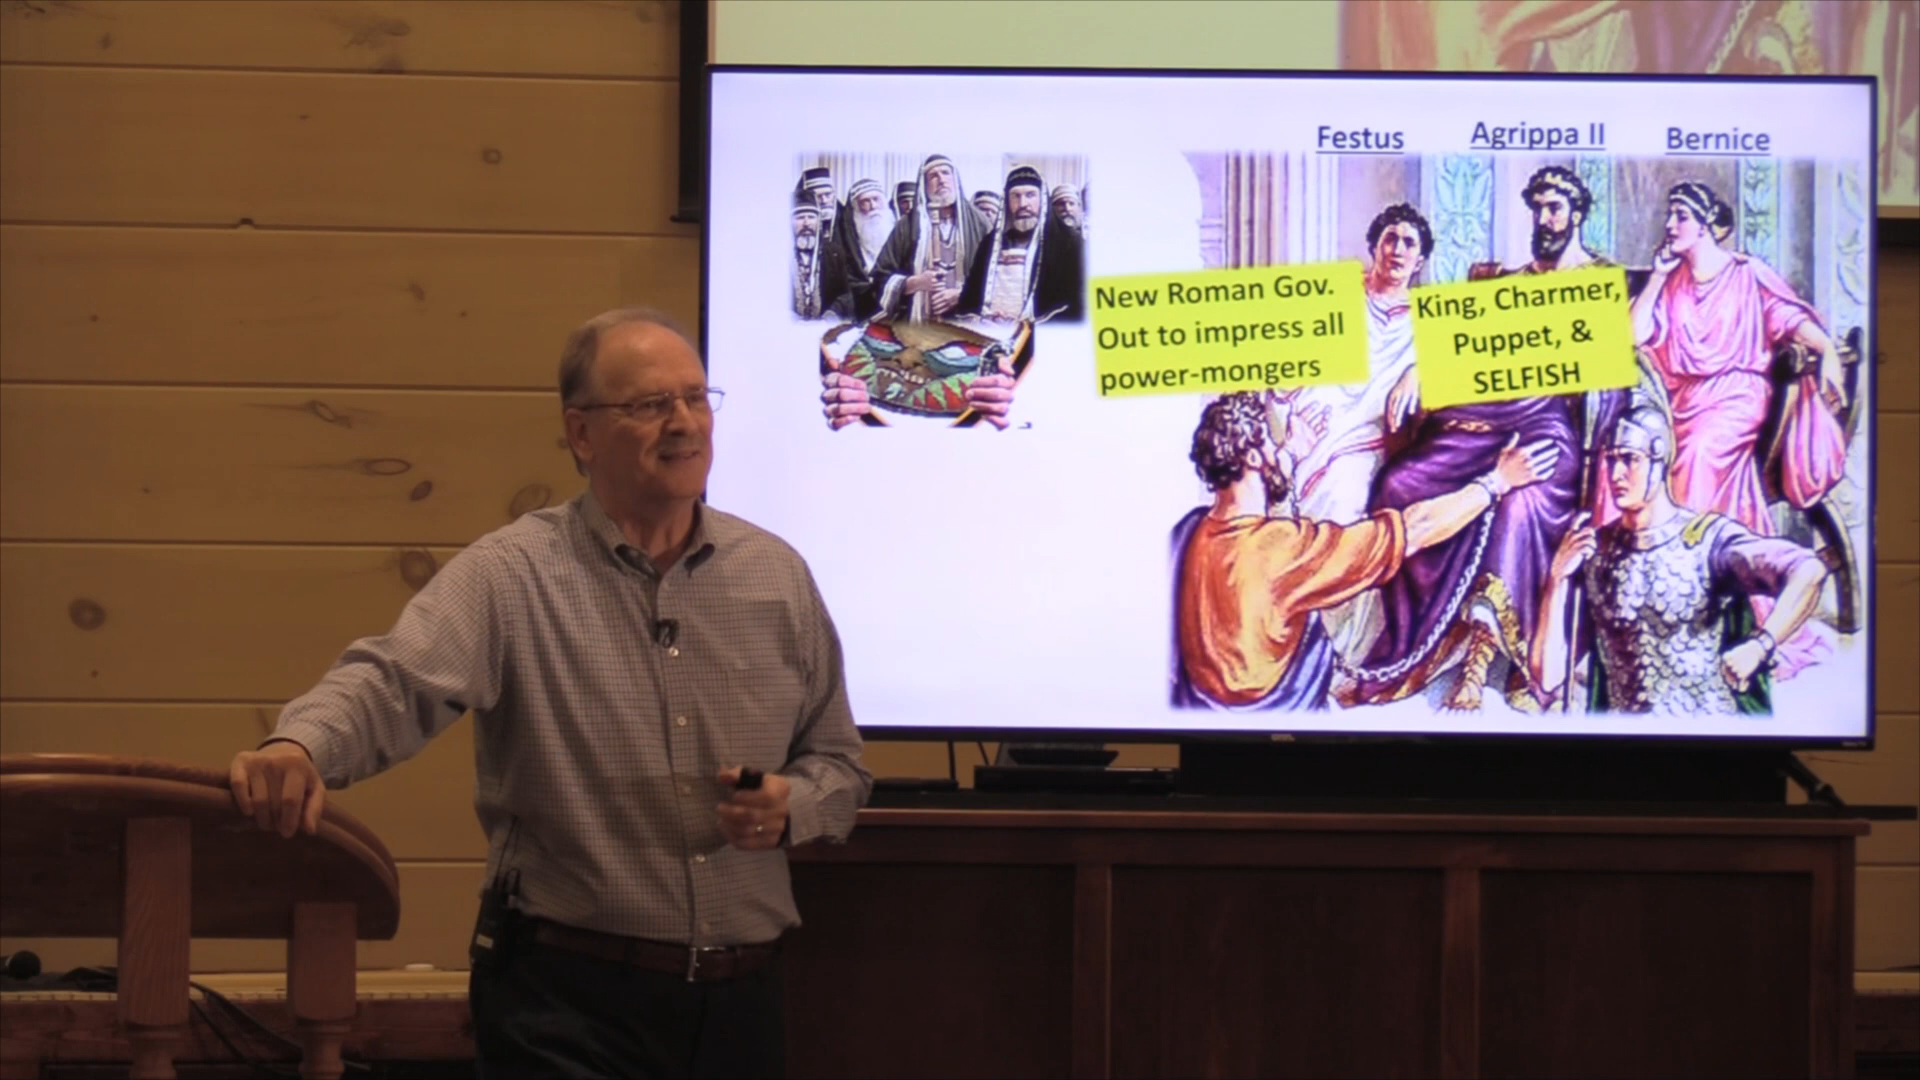 Festus
Agrippa II
Bernice
New Roman Gov.
Out to impress all
power-mongers
King, Charmer,
Puppet, &
SELFISH